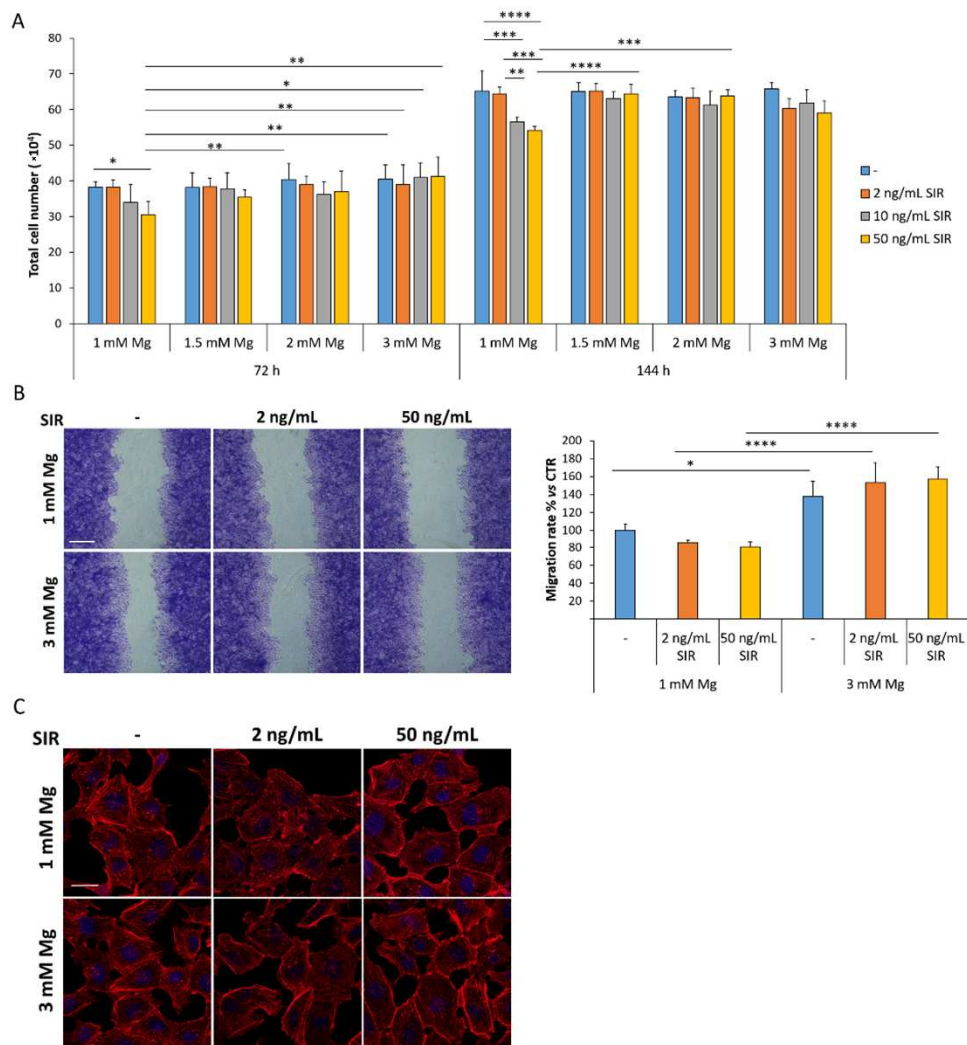 A
Total cell number ( ×10⁴)
80
70
60
50
40
30
20
10
0
*
**
**
**
*
**
****
***
***
**
****
***
1 mM Mg
1.5 mM Mg
2 mM Mg
3 mM Mg
1 mM Mg
1.5 mM Mg
2 mM Mg
3 mM Mg
72 h
144 h
-
2 ng/mL SIR
10 ng/mL SIR
50 ng/mL SIR
B
SIR
-
2 ng/mL
50 ng/mL
1 mM Mg
3 mM Mg
Migration rate % vs CTR
200
180
160
140
120
100
80
60
40
20
*
****
****
-
2 ng/mL SIR
50 ng/mL SIR
-
2 ng/mL SIR
50 ng/mL SIR
1 mM Mg
3 mM Mg
C
SIR
-
2 ng/mL
50 ng/mL
1 mM Mg
3 mM Mg